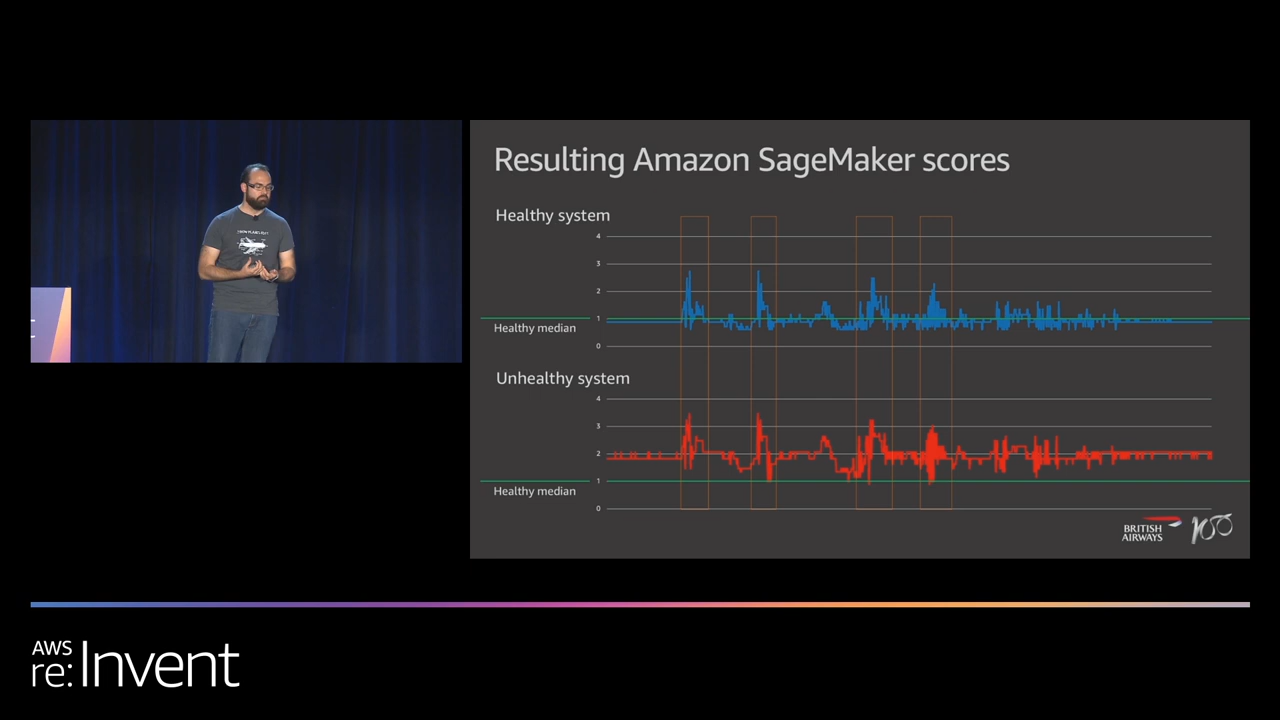 Resulting Amazon SageMaker scores
Healthy system
4
3
2
1
Healthy median
0
Unhealthy system
4
3
2
1
Healthy median
0
BRITISH
AIRWAYS
100
AWS
re:Invent